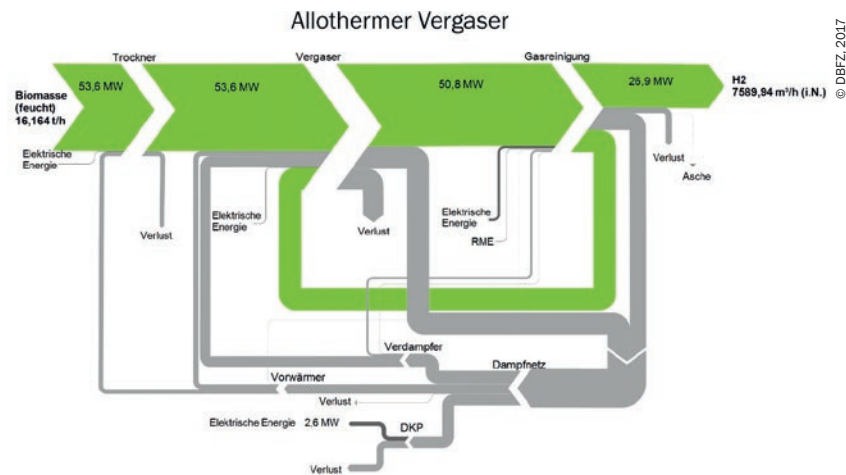 Allothermer Vergaser
© DBFZ, 2017
Trockner
Vergaser
Gasreinigung
53,6 MW
53,6 MW
50,8 MW
26,9 MW
H2
7589,94 m³/h (i.N.)
Biomasse
(feucht)
16,164 t/h
Elektrische
Energie
Verlust
Elektrische
Energie
Verlust
Elektrische
Energie
RME
Verlust
Asche
Verdampfer
Dampfnetz
Vorwärmer
Verlust
Elektrische Energie 2,6 MW
DKP
Verlust